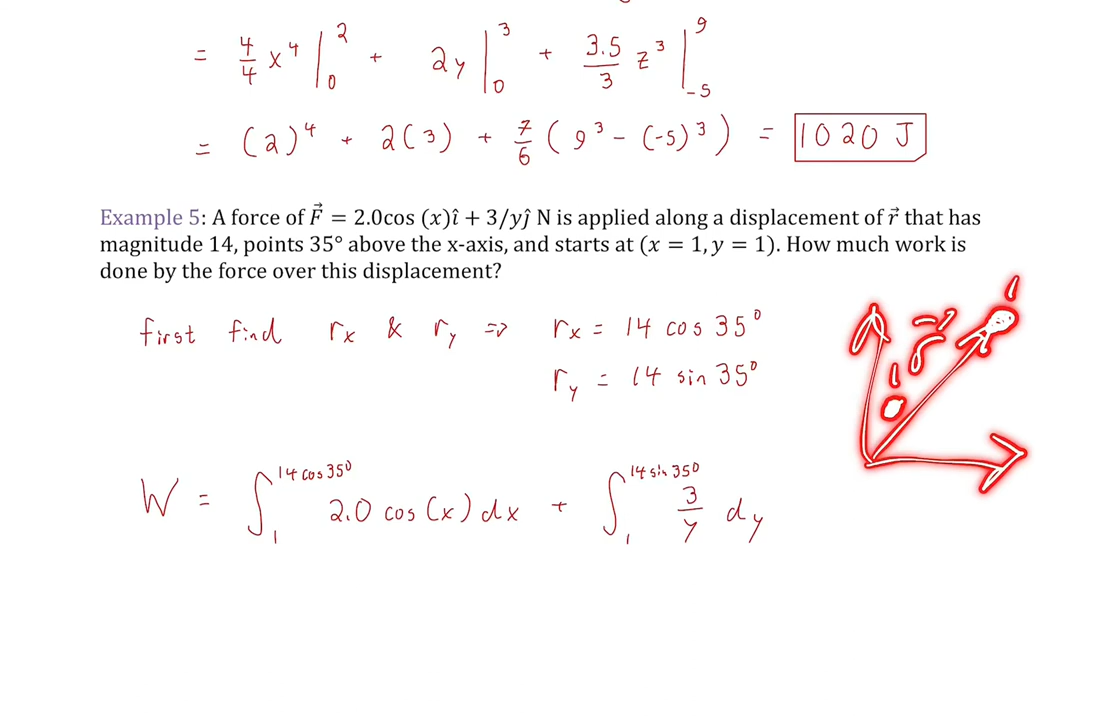 = 4/4 x⁴ |₀² + 2y |₀³ + 3.5/3 z³ |₋₅⁹
= (2)⁴ + 2(3) + 7/6 (9³ - (-5)³) = 1020 J
Example 5: A force of F⃗ = 2.0cos (x)î + 3/yĵ N is applied along a displacement of r⃗ that has
magnitude 14, points 35° above the x-axis, and starts at (x = 1, y = 1). How much work is
done by the force over this displacement?
first find rₓ & r_y => rₓ = 14 cos 35°
r_y = 14 sin 35°
W = ∫₁^(14 cos 35°) 2.0 cos (x) dx + ∫₁^(14 sin 35°) 3/y dy